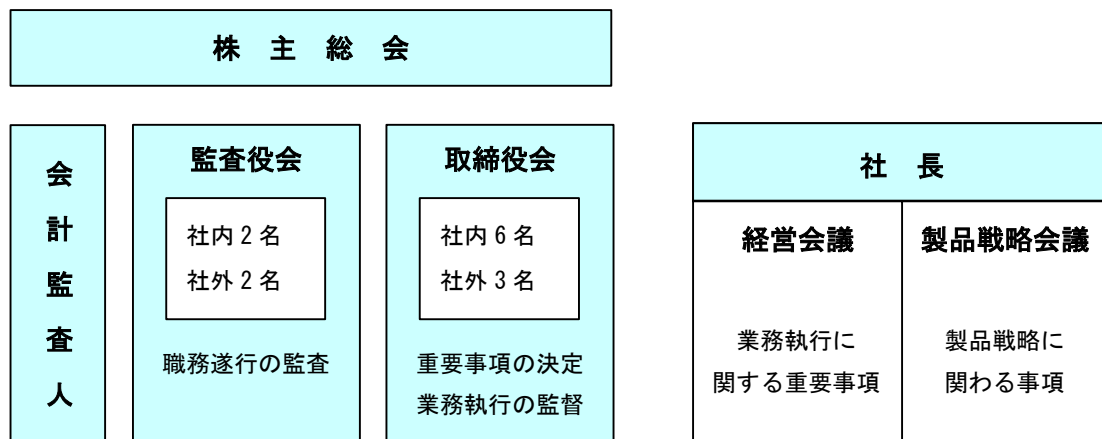 株主総会
会計監査人
監査役会
社内2名
社外2名
職務遂行の監査
取締役会
社内6名
社外3名
重要事項の決定
業務執行の監督
社長
経営会議
業務執行に
関する重要事項
製品戦略会議
製品戦略に
関わる事項